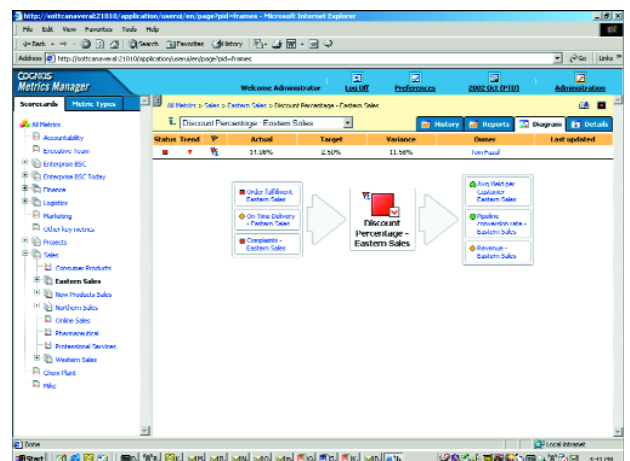 http://sottcanaveral:21010/application/userui/en/page?pid=frames - Microsoft Internet Explorer
File Edit View Favorites Tools Help
Back Search Favorites History
Address http://sottcanaveral:21010/application/userui/en/page?pid=frames Go Links
COGNOS
Metrics Manager Welcome Administrator Log Off Preferences 2002 Oct (PTD) Administration
Scorecards Metric Types
All Metrics > Sales > Eastern Sales > Discount Percentage - Eastern Sales
Discount Percentage - Eastern Sales History Reports Diagram Details
Status Trend Actual Target Variance Owner Last updated
14.08% 2.50% 11.58% Tom Fazal
All Metrics
Accountability
Executive Team
Enterprise BSC
Enterprise BSC Today
Finance
Logistics
Marketing
Other key metrics
Projects
Sales
Consumer Products
Eastern Sales
New Products Sales
Northern Sales
Online Sales
Pharmaceutical
Professional Services
Western Sales
Chem Plant
Mike
Order fulfillment
Eastern Sales
On Time Delivery
- Eastern Sales
Complaints -
Eastern Sales
Discount
Percentage -
Eastern Sales
Avg Yield per
Customer
Eastern Sales
Pipeline
conversion rate -
Eastern Sales
Revenue -
Eastern Sales
Done Local intranet
Start 4:41 PM